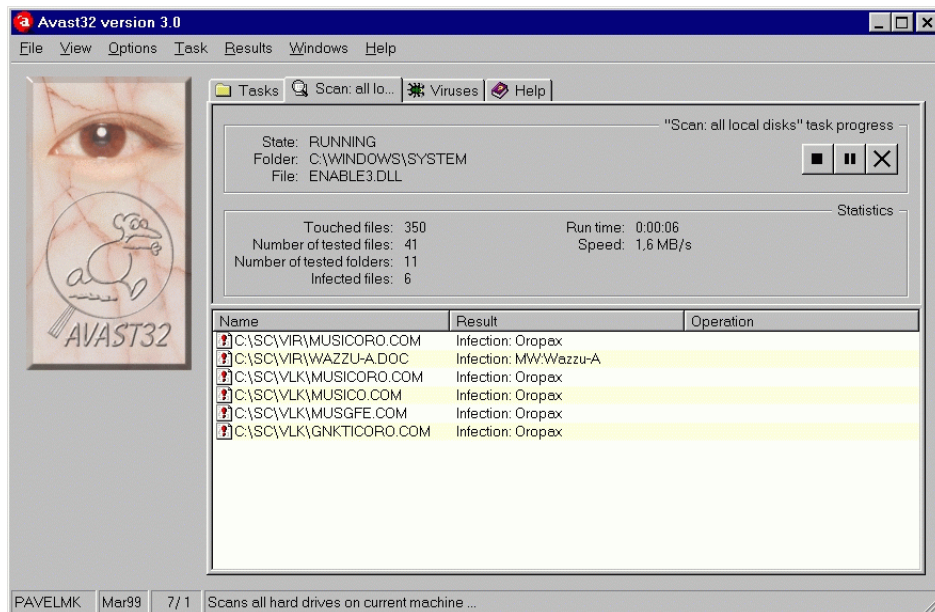 Avast32 version 3.0
File View Options Task Results Windows Help
Tasks Scan: all lo... Viruses Help
"Scan: all local disks" task progress
State: RUNNING
Folder: C:\WINDOWS\SYSTEM
File: ENABLE3.DLL
Statistics
Touched files: 350 Run time: 0:00:06
Number of tested files: 41 Speed: 1,6 MB/s
Number of tested folders: 11
Infected files: 6
AVAST32
Name Result Operation
C:\SC\VIR\MUSICORO.COM Infection: Oropax
C:\SC\VIR\WAZZU-A.DOC Infection: MW:Wazzu-A
C:\SC\VLK\MUSICORO.COM Infection: Oropax
C:\SC\VLK\MUSICO.COM Infection: Oropax
C:\SC\VLK\MUSGFE.COM Infection: Oropax
C:\SC\VLK\GNKTICORO.COM Infection: Oropax
PAVELMK Mar99 7/1 Scans all hard drives on current machine ...